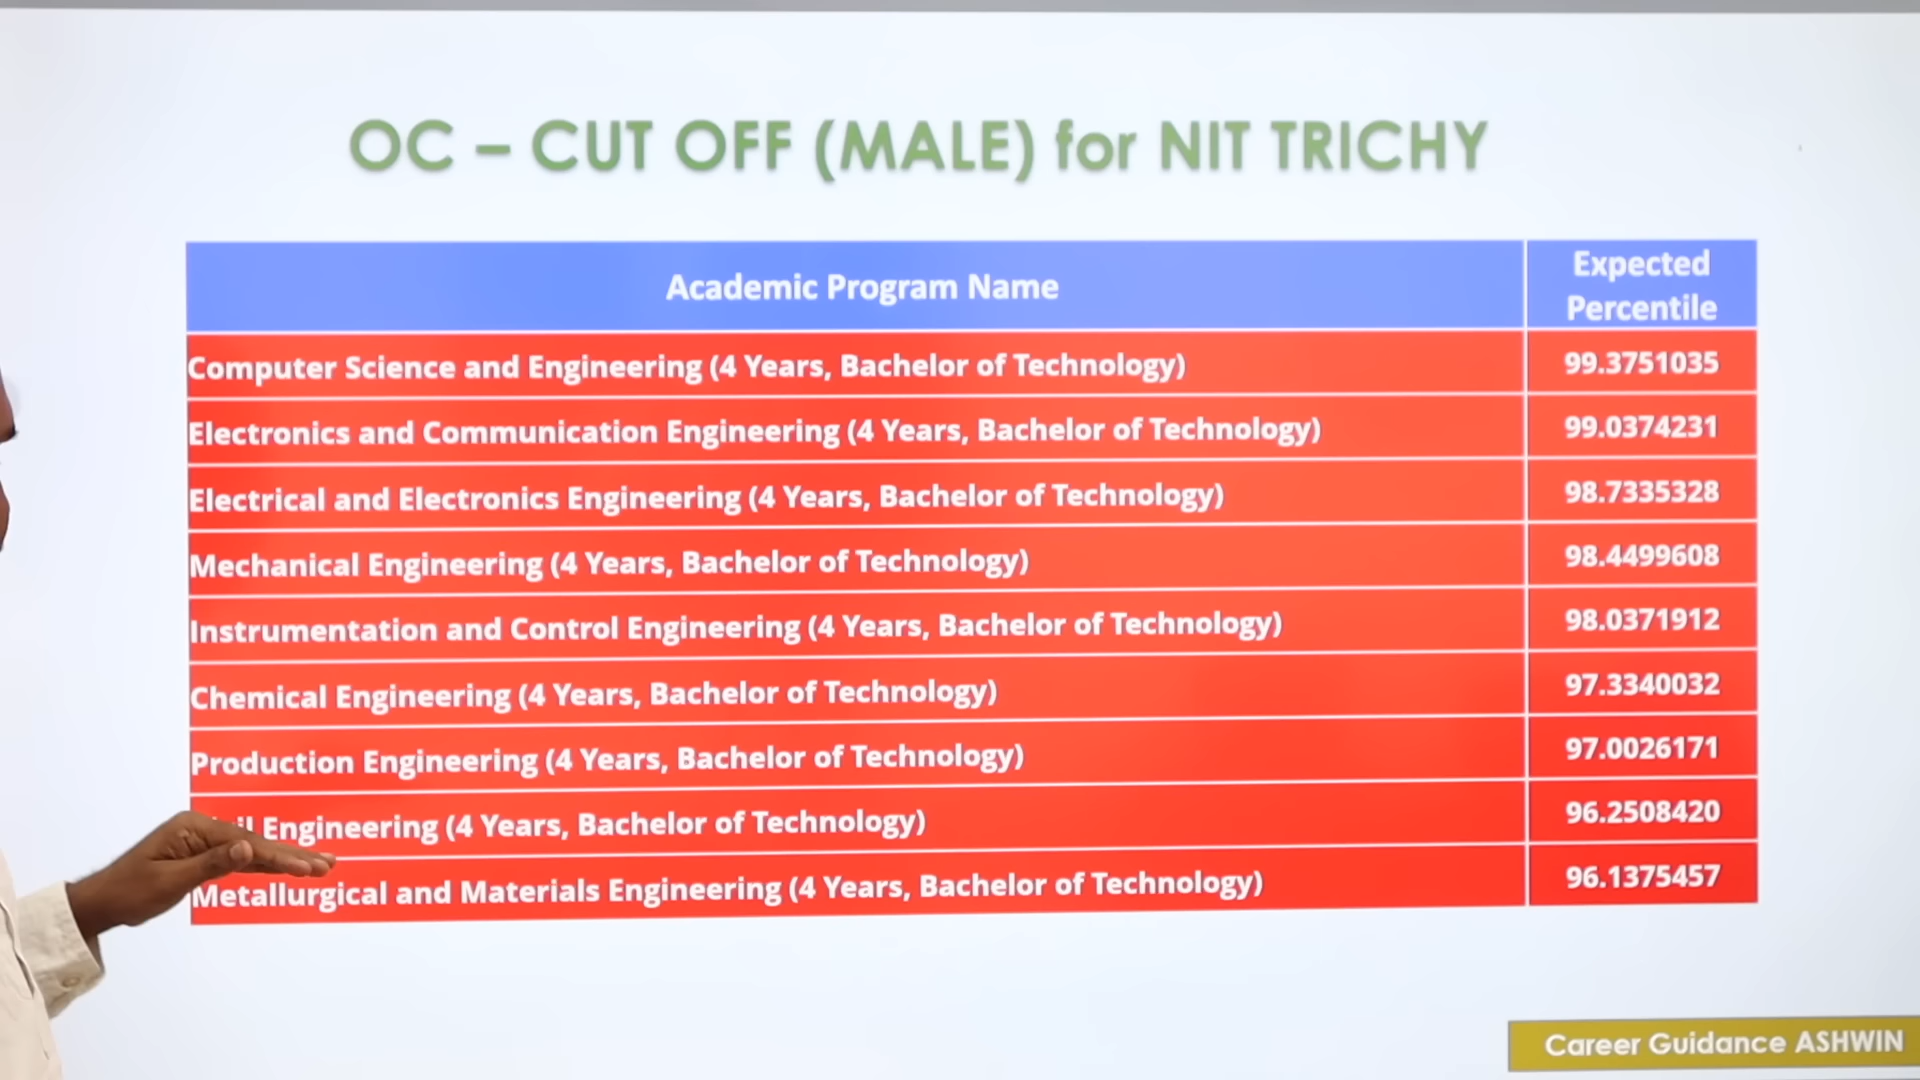 OC – CUT OFF (MALE) for NIT TRICHY
Academic Program Name
Expected
Percentile
Computer Science and Engineering (4 Years, Bachelor of Technology) 99.3751035
Electronics and Communication Engineering (4 Years, Bachelor of Technology) 99.0374231
Electrical and Electronics Engineering (4 Years, Bachelor of Technology) 98.7335328
Mechanical Engineering (4 Years, Bachelor of Technology) 98.4499608
Instrumentation and Control Engineering (4 Years, Bachelor of Technology) 98.0371912
Chemical Engineering (4 Years, Bachelor of Technology) 97.3340032
Production Engineering (4 Years, Bachelor of Technology) 97.0026171
Engineering (4 Years, Bachelor of Technology) 96.2508420
Metallurgical and Materials Engineering (4 Years, Bachelor of Technology) 96.1375457
Career Guidance ASHWIN